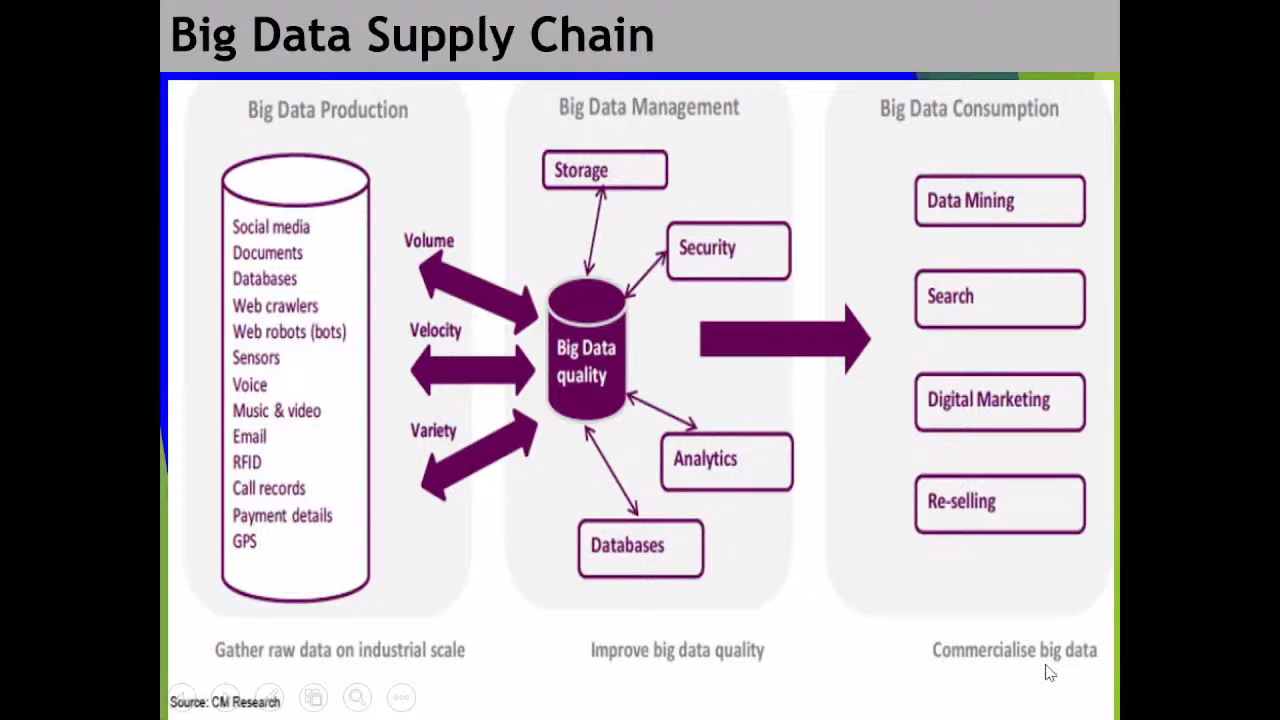 Big Data Supply Chain
Big Data Production
Social media
Documents
Databases
Web crawlers
Web robots (bots)
Sensors
Voice
Music & video
Email
RFID
Call records
Payment details
GPS
Volume
Velocity
Variety
Gather raw data on industrial scale
Big Data Management
Storage
Security
Big Data
quality
Analytics
Databases
Improve big data quality
Big Data Consumption
Data Mining
Search
Digital Marketing
Re-selling
Commercialise big data
Source: CM Research